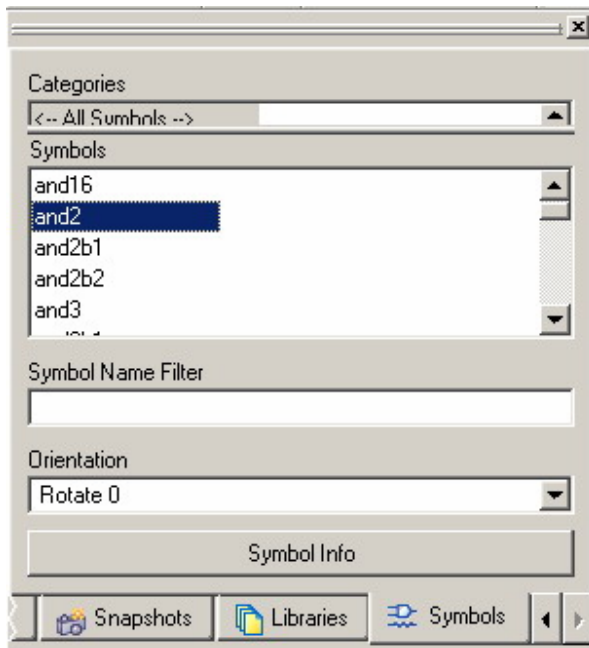 Categories
<-- All Symbols -->
Symbols
and16
and2
and2b1
and2b2
and3
Symbol Name Filter
Orientation
Rotate 0
Symbol Info
Snapshots
Libraries
Symbols